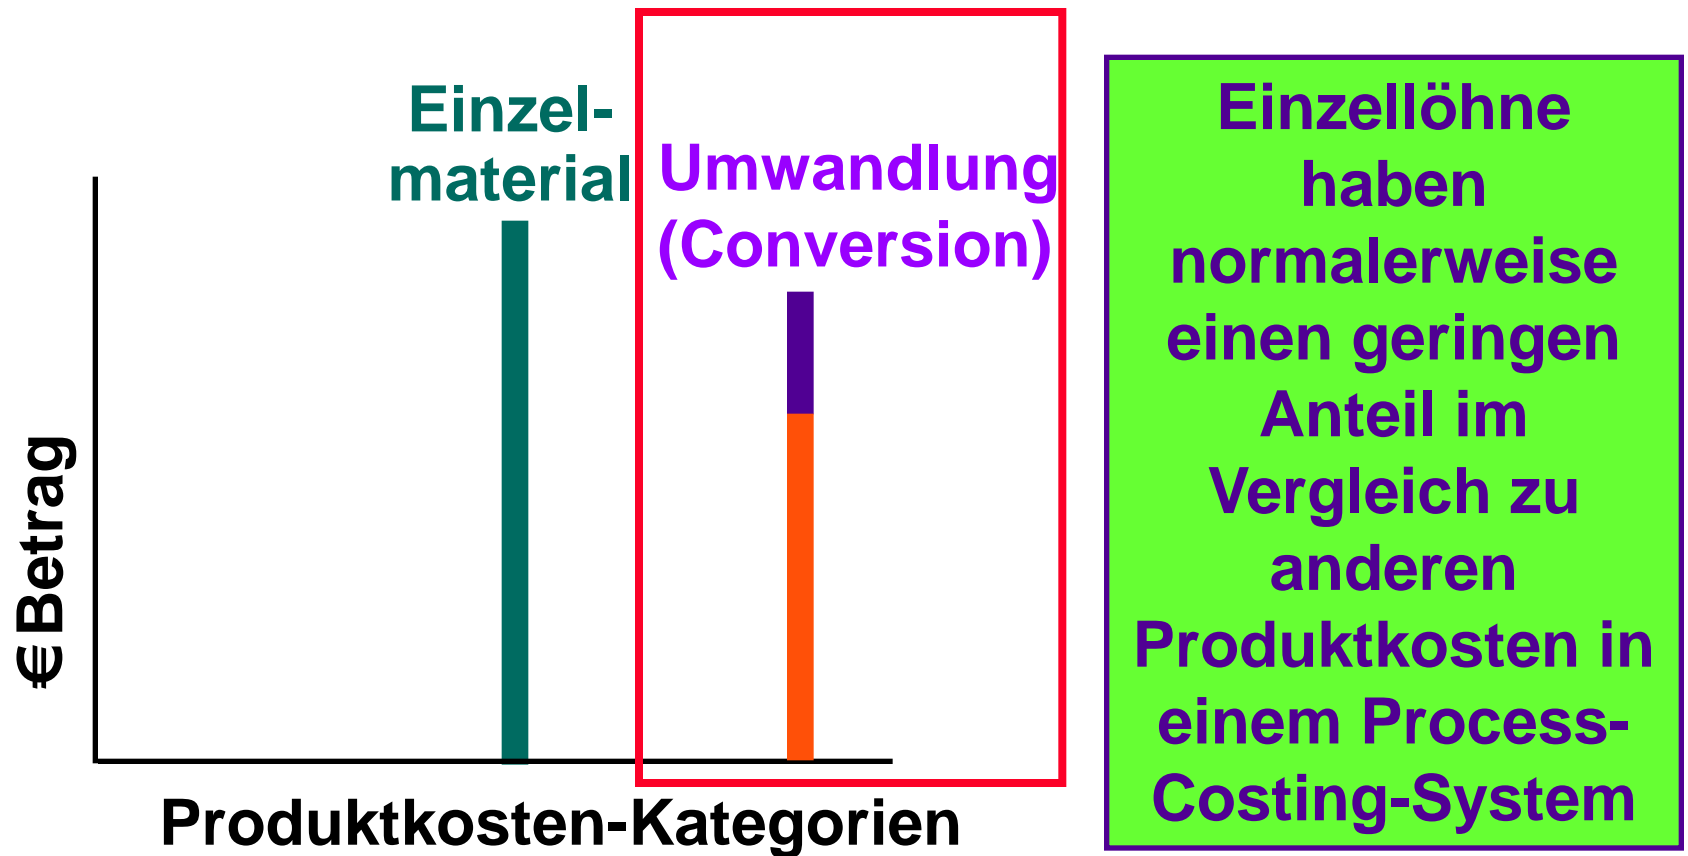 Einzel-
material
Umwandlung
(Conversion)
€ Betrag
Produktkosten-Kategorien
Einzellöhne
haben
normalerweise
einen geringen
Anteil im
Vergleich zu
anderen
Produktkosten in
einem Process-
Costing-System